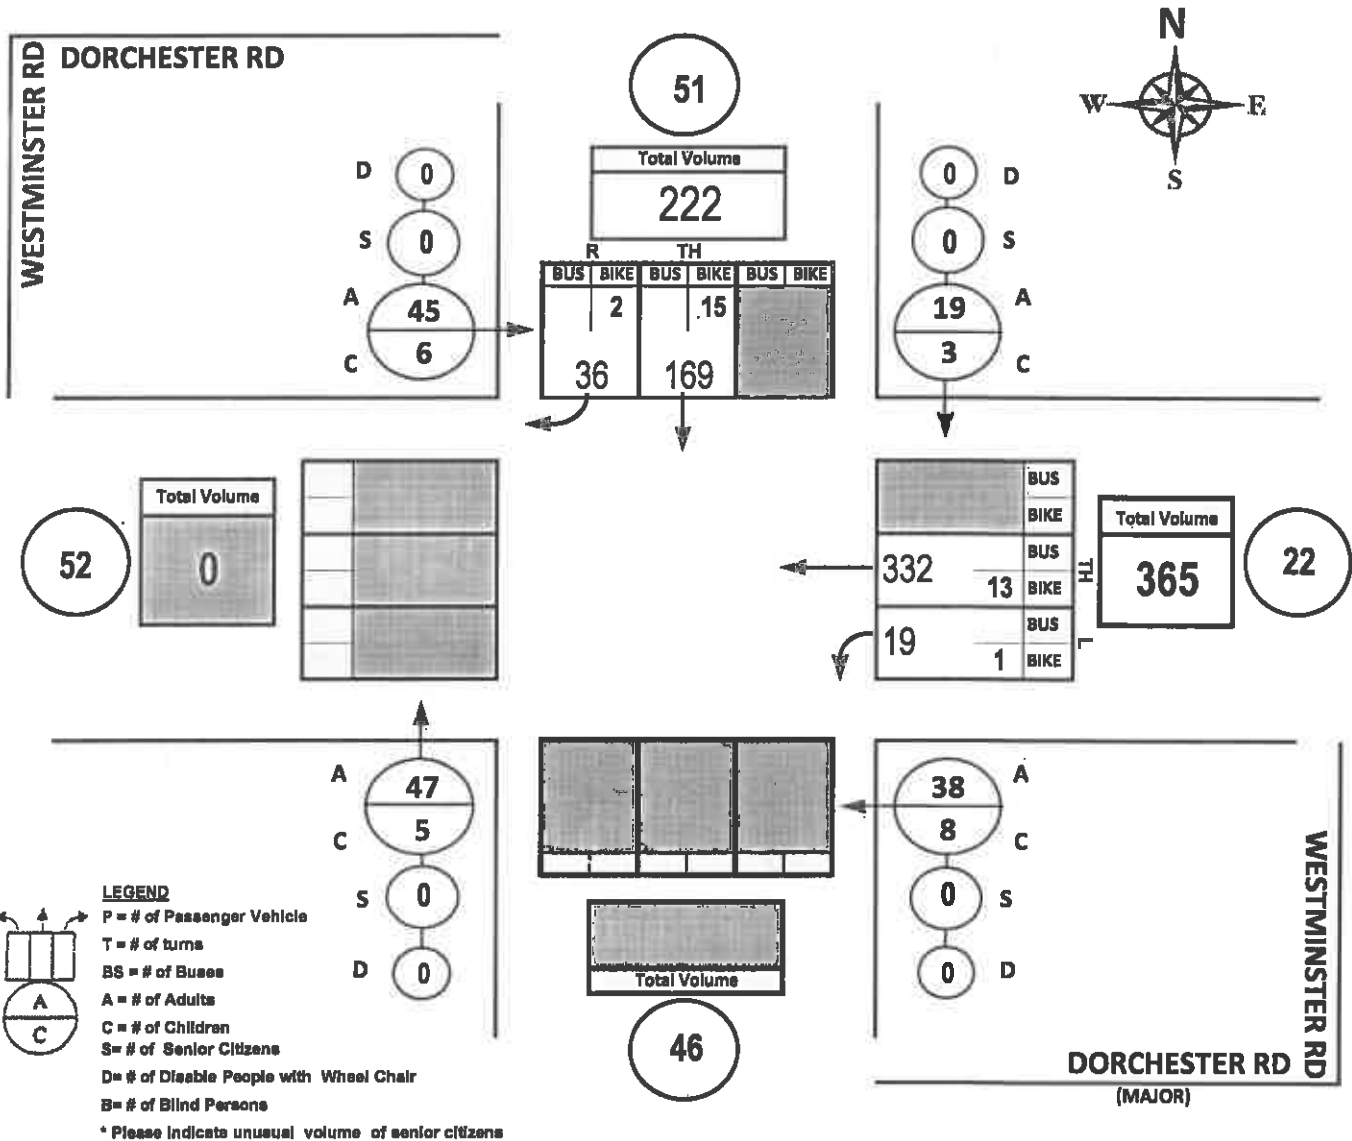 N
W E
S
DORCHESTER RD
WESTMINSTER RD
51
Total Volume
222
R TH
BUS BIKE BUS BIKE BUS BIKE
2 15
36 169
D 0
S 0
A 45
C 6
0 D
0 S
19 A
3 C
52
Total Volume
0
BUS
BIKE
332 BUS
13 BIKE
TH
19 BUS
1 BIKE
L
Total Volume
365
22
A 47
C 5
S 0
D 0
38 A
8 C
0 S
0 D
Total Volume
46
A
C
LEGEND
P = # of Passenger Vehicle
T = # of turns
BS = # of Buses
A = # of Adults
C = # of Children
S= # of Senior Citizens
D= # of Disable People with Wheel Chair
B= # of Blind Persons
* Please indicate unusual volume of senior citizens
WESTMINSTER RD
DORCHESTER RD
(MAJOR)